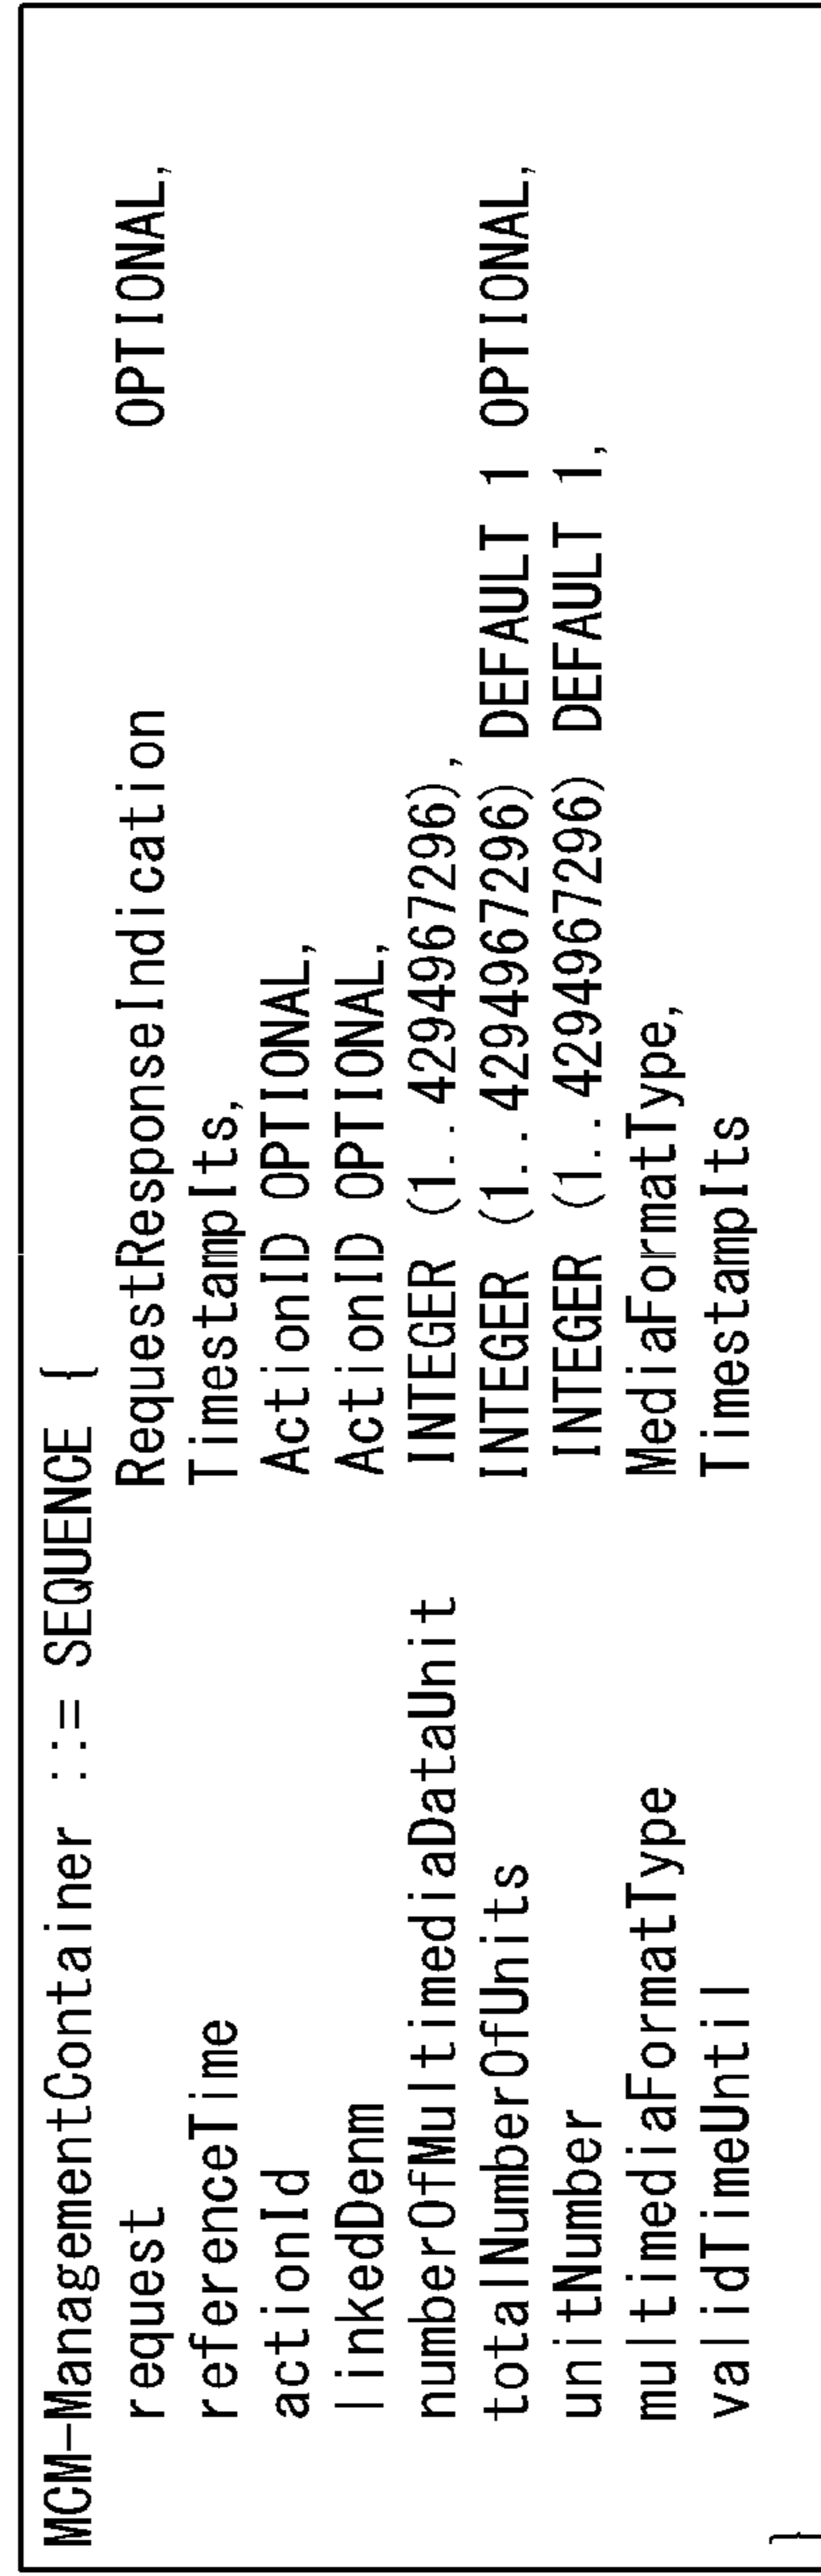 MCM-ManagementContainer ::= SEQUENCE {
request RequestResponseIndication OPTIONAL,
referenceTime TimestampIts,
actionId ActionID OPTIONAL,
linkedDenm ActionID OPTIONAL,
numberOfMultimediaDataUnit INTEGER (1..4294967296),
totalNumberOfUnits INTEGER (1..4294967296) DEFAULT 1 OPTIONAL,
unitNumber INTEGER (1..4294967296) DEFAULT 1,
multimediaFormatType MediaFormatType,
validTimeUntil TimestampIts
}